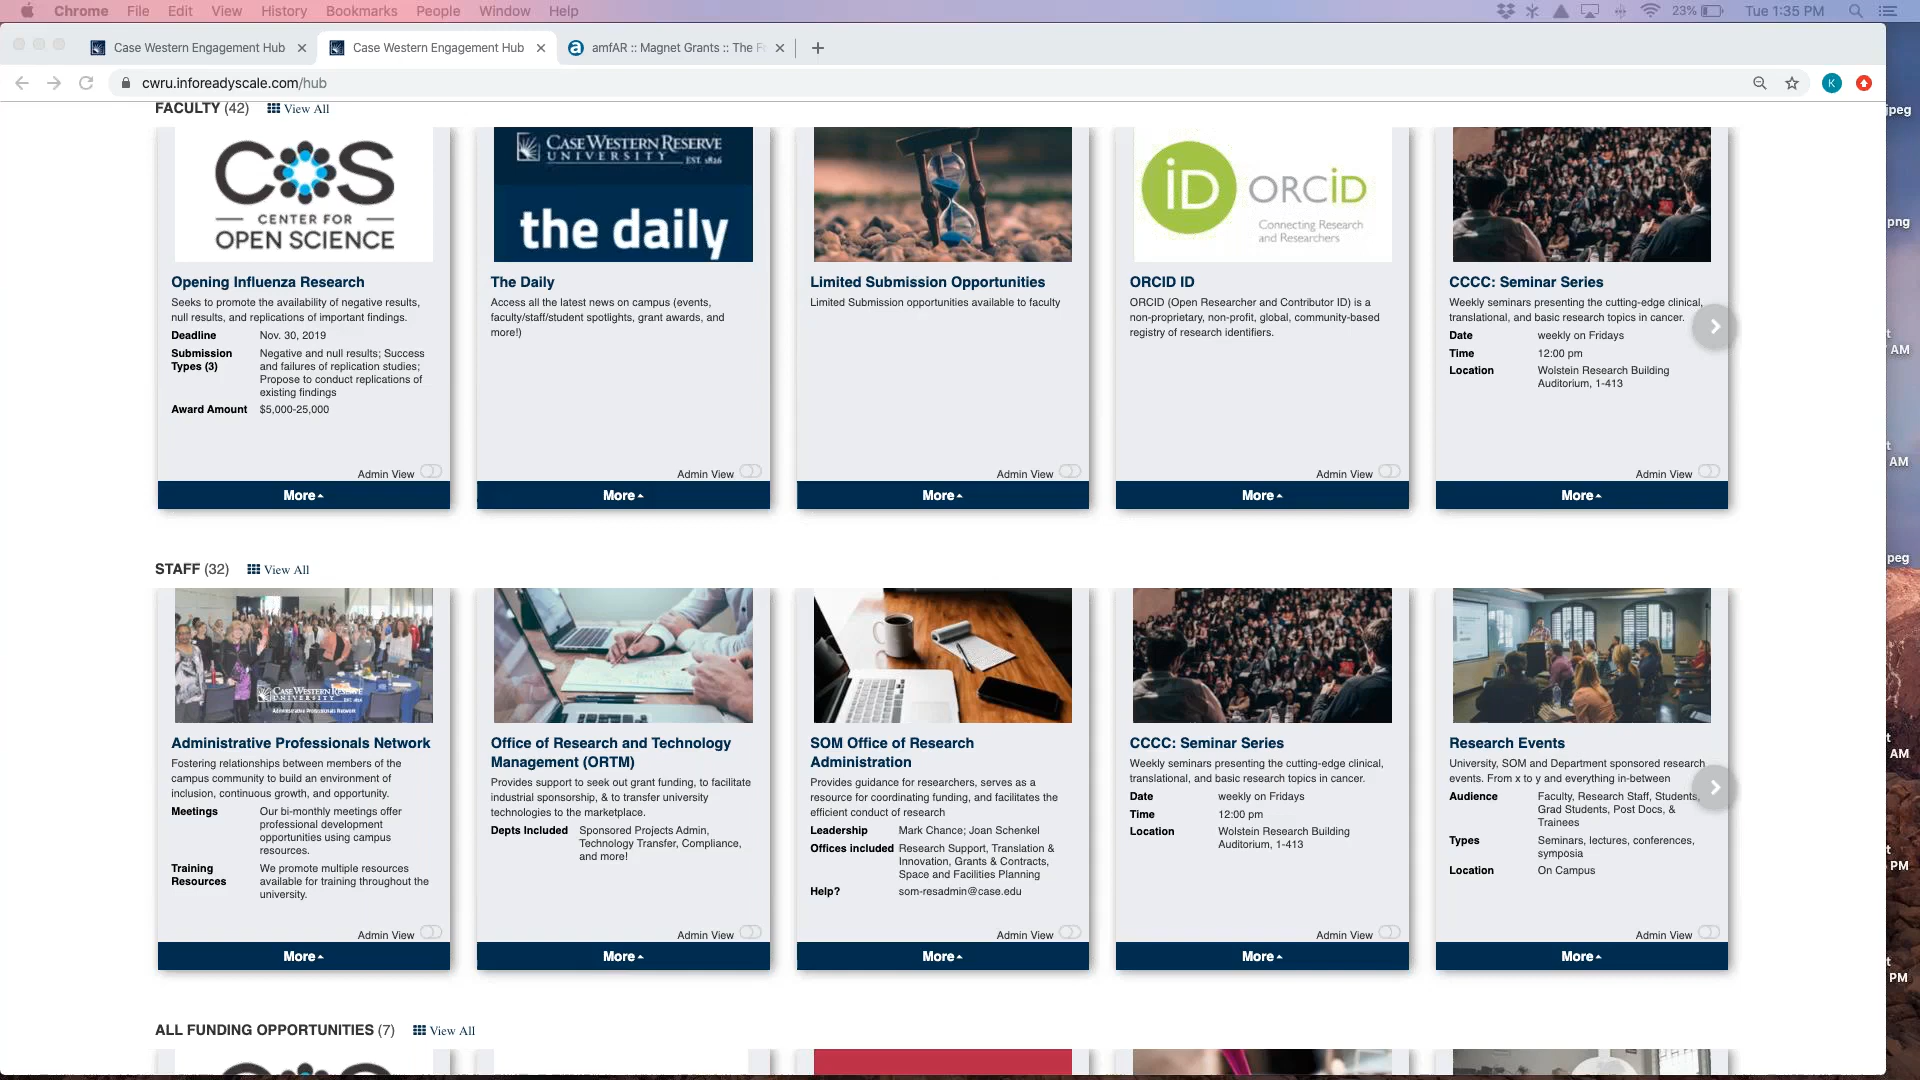 Chrome File Edit View History Bookmarks People Window Help 23% Tue 1:35 PM
Case Western Engagement Hub Case Western Engagement Hub amfAR :: Magnet Grants :: The F
cwru.inforeadyscale.com/hub K
FACULTY (42) View All
COS
CENTER FOR
OPEN SCIENCE
Opening Influenza Research
Seeks to promote the availability of negative results,
null results, and replications of important findings.
Deadline Nov. 30, 2019
Submission Types (3) Negative and null results; Success
and failures of replication studies;
Propose to conduct replications of
existing findings
Award Amount $5,000-25,000
Admin View
More
CASE WESTERN RESERVE
UNIVERSITY EST. 1826
the daily
The Daily
Access all the latest news on campus (events,
faculty/staff/student spotlights, grant awards, and
more!)
Admin View
More
Limited Submission Opportunities
Limited Submission opportunities available to faculty
Admin View
More
iD ORCiD
Connecting Research
and Researchers
ORCID ID
ORCID (Open Researcher and Contributor ID) is a
non-proprietary, non-profit, global, community-based
registry of research identifiers.
Admin View
More
CCCC: Seminar Series
Weekly seminars presenting the cutting-edge clinical,
translational, and basic research topics in cancer.
Date weekly on Fridays
Time 12:00 pm
Location Wolstein Research Building
Auditorium, 1-413
Admin View
More
STAFF (32) View All
CASE WESTERN RESERVE
UNIVERSITY EST. 1826
Administrative Professionals Network
Administrative Professionals Network
Fostering relationships between members of the
campus community to build an environment of
inclusion, continuous growth, and opportunity.
Meetings Our bi-monthly meetings offer
professional development
opportunities using campus
resources.
Training Resources We promote multiple resources
available for training throughout the
university.
Admin View
More
Office of Research and Technology
Management (ORTM)
Provides support to seek out grant funding, to facilitate
industrial sponsorship, & to transfer university
technologies to the marketplace.
Depts Included Sponsored Projects Admin,
Technology Transfer, Compliance,
and more!
Admin View
More
SOM Office of Research
Administration
Provides guidance for researchers, serves as a
resource for coordinating funding, and facilitates the
efficient conduct of research
Leadership Mark Chance; Joan Schenkel
Offices included Research Support, Translation &
Innovation, Grants & Contracts,
Space and Facilities Planning
Help? som-resadmin@case.edu
Admin View
More
CCCC: Seminar Series
Weekly seminars presenting the cutting-edge clinical,
translational, and basic research topics in cancer.
Date weekly on Fridays
Time 12:00 pm
Location Wolstein Research Building
Auditorium, 1-413
Admin View
More
Research Events
University, SOM and Department sponsored research
events. From x to y and everything in-between
Audience Faculty, Research Staff, Students,
Grad Students, Post Docs, &
Trainees
Types Seminars, lectures, conferences,
symposia
Location On Campus
Admin View
More
ALL FUNDING OPPORTUNITIES (7) View All
jpeg
png
t
AM
t
AM
peg
t
AM
t
PM
t
PM